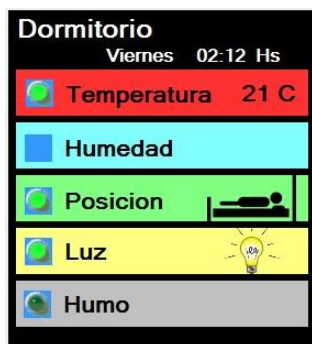 Dormitorio
Viernes 02:12 Hs
Temperatura 21 C
Humedad
Posicion
Luz
Humo